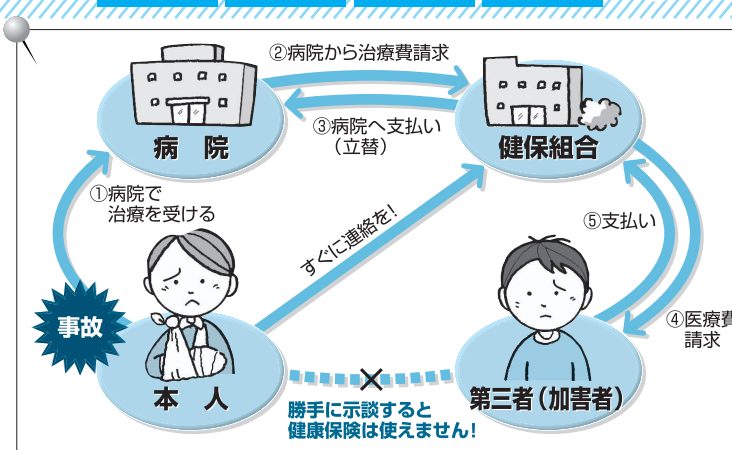 ②病院から治療費請求
③病院へ支払い
（立替）
病 院
健保組合
①病院で
治療を受ける
すぐに連絡を！
⑤支払い
④医療費
請求
事故
本 人
第三者（加害者）
勝手に示談すると
健康保険は使えません！